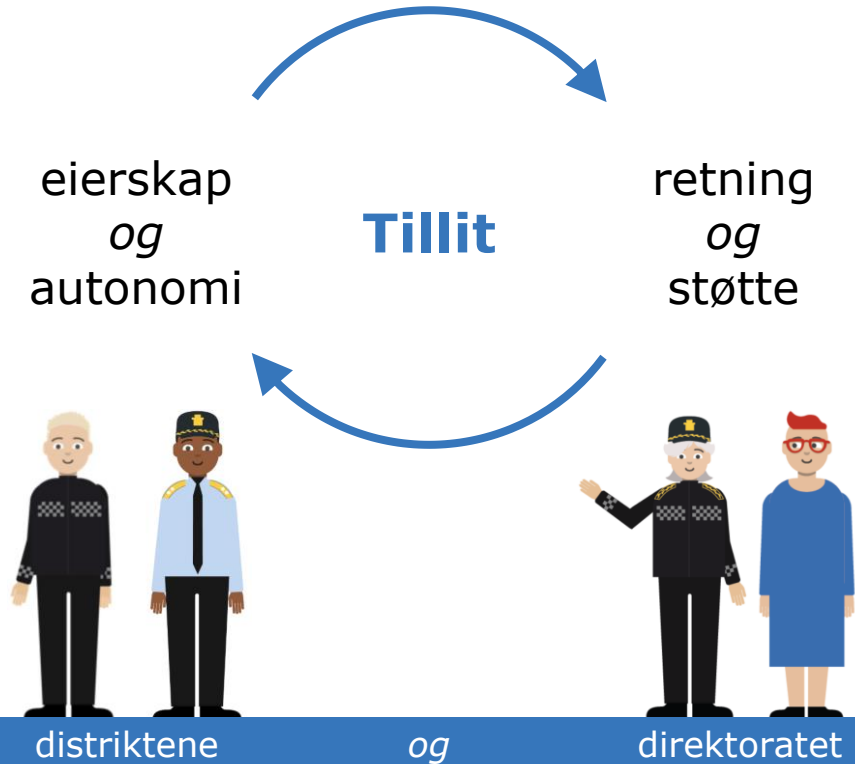 eierskap
og
autonomi
Tillit
retning
og
støtte
distriktene og direktoratet